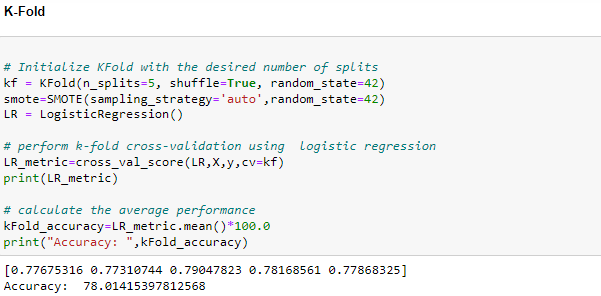 K-Fold
# Initialize KFold with the desired number of splits
kf = KFold(n_splits=5, shuffle=True, random_state=42)
smote=SMOTE(sampling_strategy='auto',random_state=42)
LR = LogisticRegression()
# perform k-fold cross-validation using  logistic regression
LR_metric=cross_val_score(LR,X,y,cv=kf)
print(LR_metric)
# calculate the average performance
kFold_accuracy=LR_metric.mean()*100.0
print("Accuracy: ",kFold_accuracy)
[0.77675316 0.77310744 0.79047823 0.78168561 0.77868325]
Accuracy:  78.01415397812568